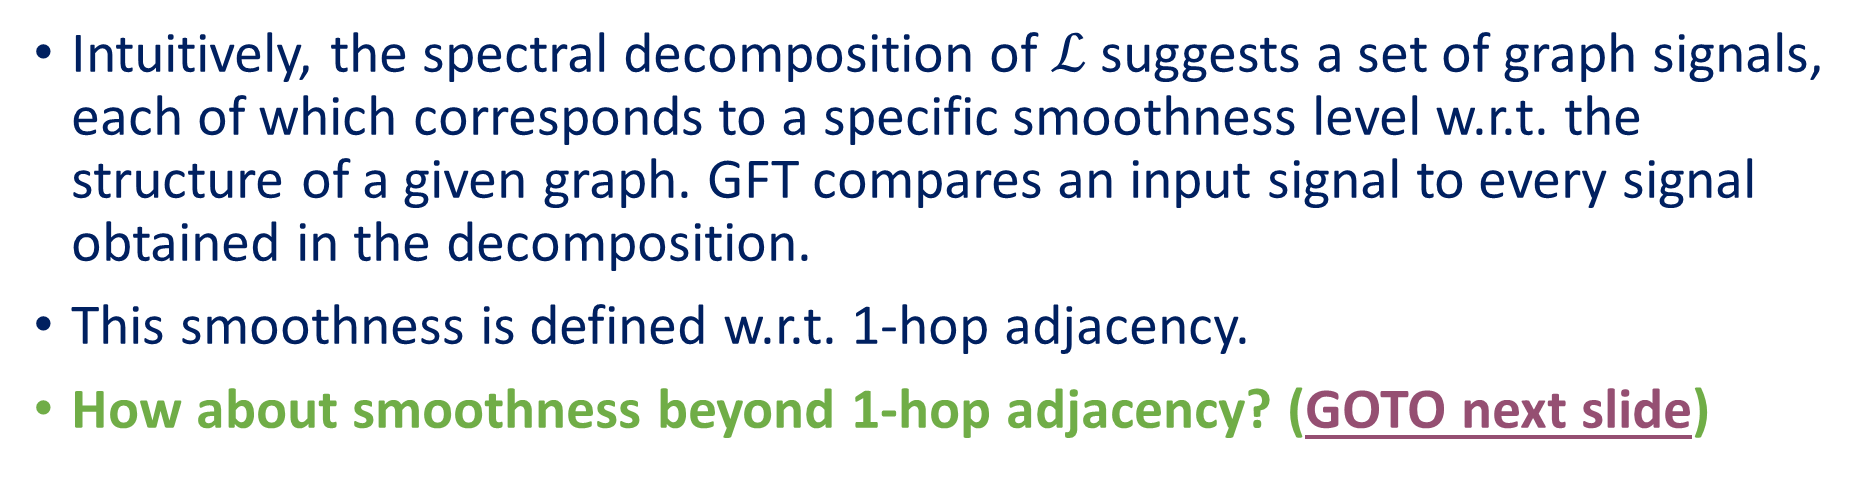 • Intuitively, the spectral decomposition of ℒ suggests a set of graph signals,
each of which corresponds to a specific smoothness level w.r.t. the
structure of a given graph. GFT compares an input signal to every signal
obtained in the decomposition.
• This smoothness is defined w.r.t. 1-hop adjacency.
• How about smoothness beyond 1-hop adjacency? (GOTO next slide)